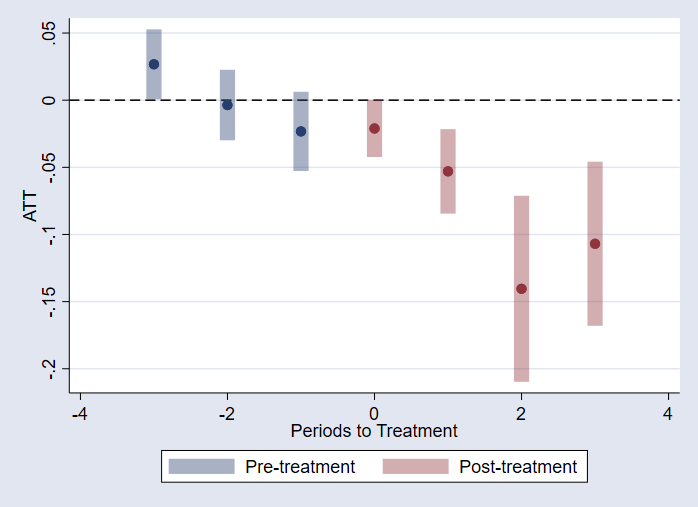 .05
0
-.05
-.1
-.15
-.2
ATT
-4 -2 0 2 4
Periods to Treatment
Pre-treatment Post-treatment